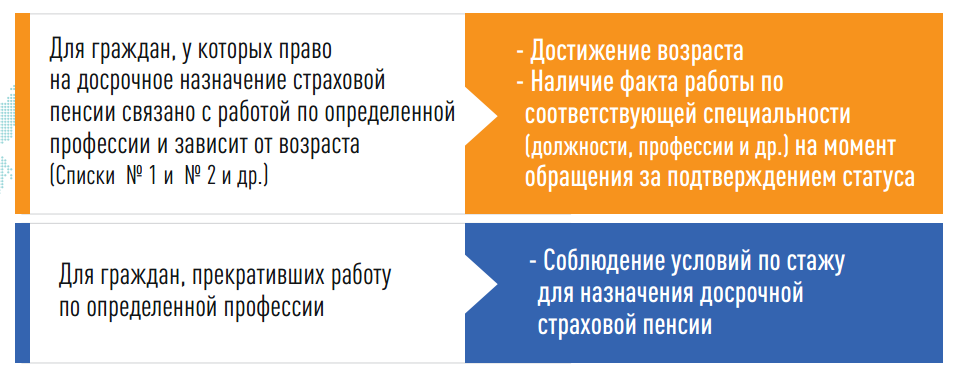 Для граждан, у которых право
на досрочное назначение страховой
пенсии связано с работой по определенной
профессии и зависит от возраста
(Списки № 1 и № 2 и др.)
- Достижение возраста
- Наличие факта работы по
соответствующей специальности
(должности, профессии и др.) на момент
обращения за подтверждением статуса
Для граждан, прекративших работу
по определенной профессии
- Соблюдение условий по стажу
для назначения досрочной
страховой пенсии